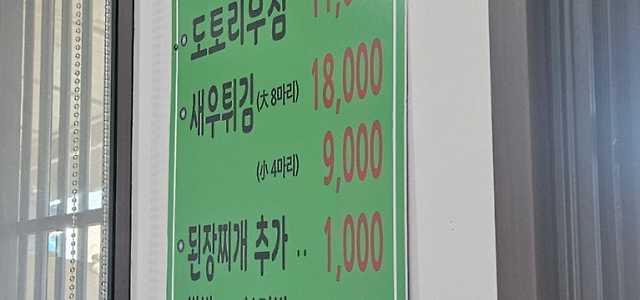 ◦도토리무침
◦새우튀김 (大 8마리) 18,000
(小 4마리) 9,000
◦된장찌개 추가 ·· 1,000